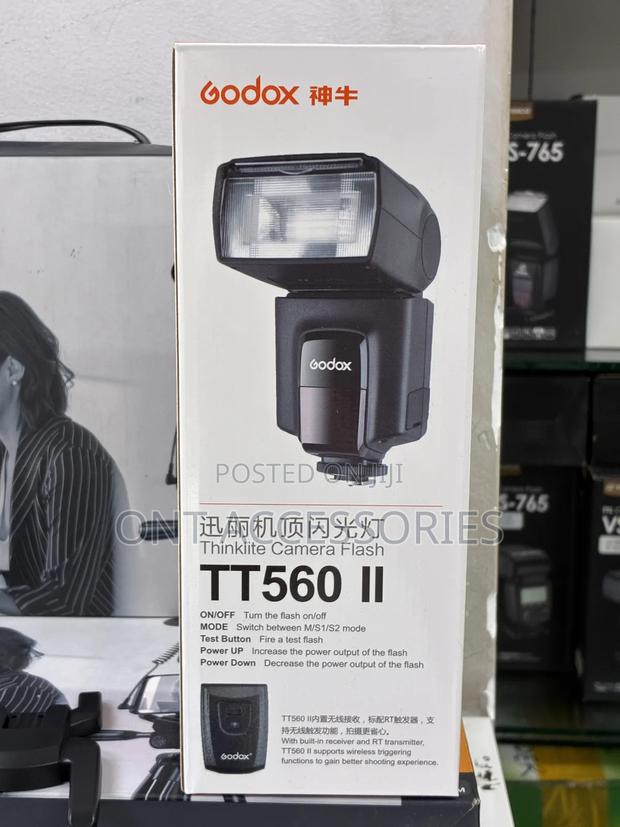 Godox 神牛
Godox
POSTED ON JIJI
ONT ACCESSORIES
迅丽机顶闪光灯
Thinklite Camera Flash
TT560 II
ON/OFF Turn the flash on/off
MODE Switch between M/S1/S2 mode
Test Button Fire a test flash
Power UP Increase the power output of the flash
Power Down Decrease the power output of the flash
TT560 II内置无线接收，标配RT触发器，支
持无线触发功能，拍摄更省心。
With built-in receiver and RT transmitter,
TT560 II supports wireless triggering
functions to gain better shooting experience.
Godox
S-765
S-765
VS